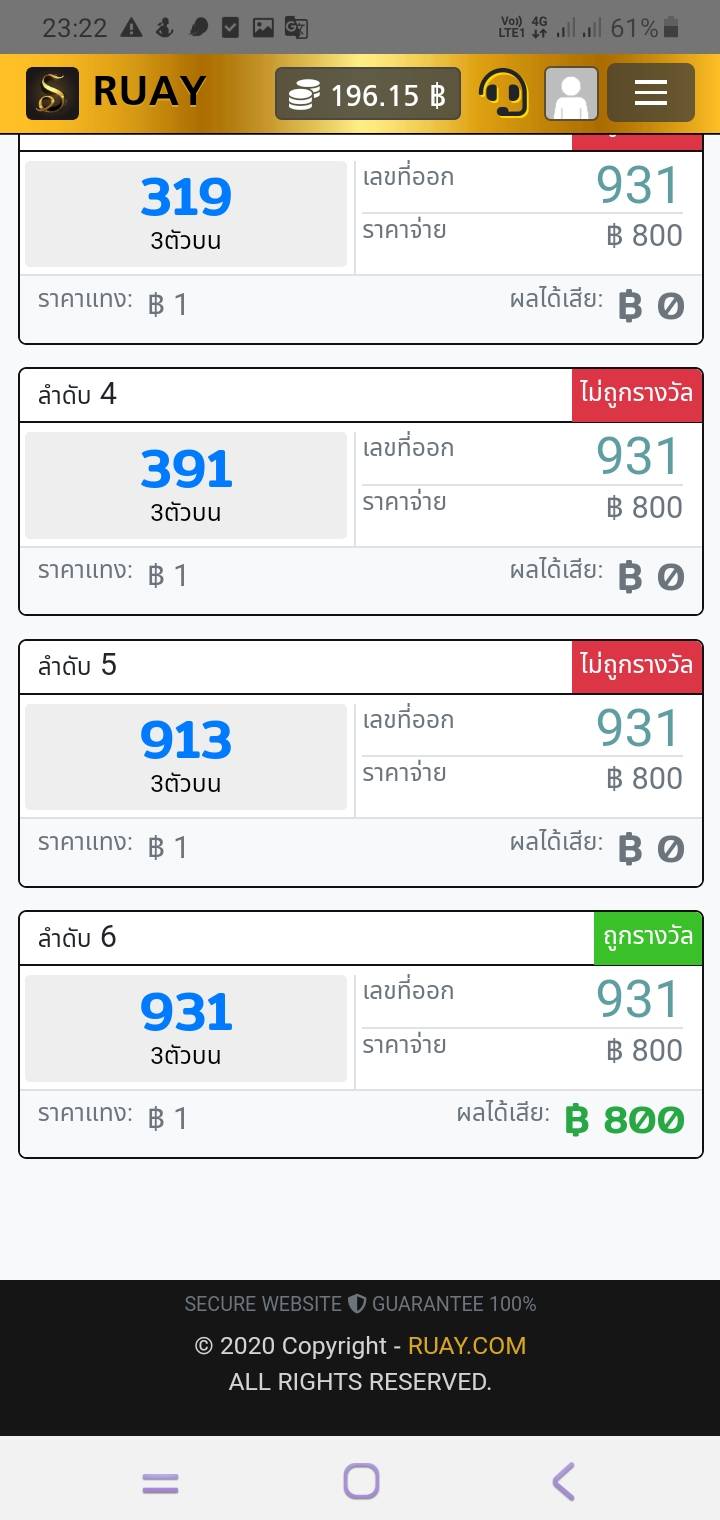 23:22
Vo)) 4G
LTE1 61%
RUAY 196.15 ฿
319
3ตัวบน
เลขที่ออก 931
ราคาจ่าย ฿ 800
ราคาแทง: ฿ 1 ผลได้เสีย: ฿ 0
ลำดับ 4 ไม่ถูกรางวัล
391
3ตัวบน
เลขที่ออก 931
ราคาจ่าย ฿ 800
ราคาแทง: ฿ 1 ผลได้เสีย: ฿ 0
ลำดับ 5 ไม่ถูกรางวัล
913
3ตัวบน
เลขที่ออก 931
ราคาจ่าย ฿ 800
ราคาแทง: ฿ 1 ผลได้เสีย: ฿ 0
ลำดับ 6 ถูกรางวัล
931
3ตัวบน
เลขที่ออก 931
ราคาจ่าย ฿ 800
ราคาแทง: ฿ 1 ผลได้เสีย: ฿ 800
SECURE WEBSITE GUARANTEE 100%
© 2020 Copyright - RUAY.COM
ALL RIGHTS RESERVED.